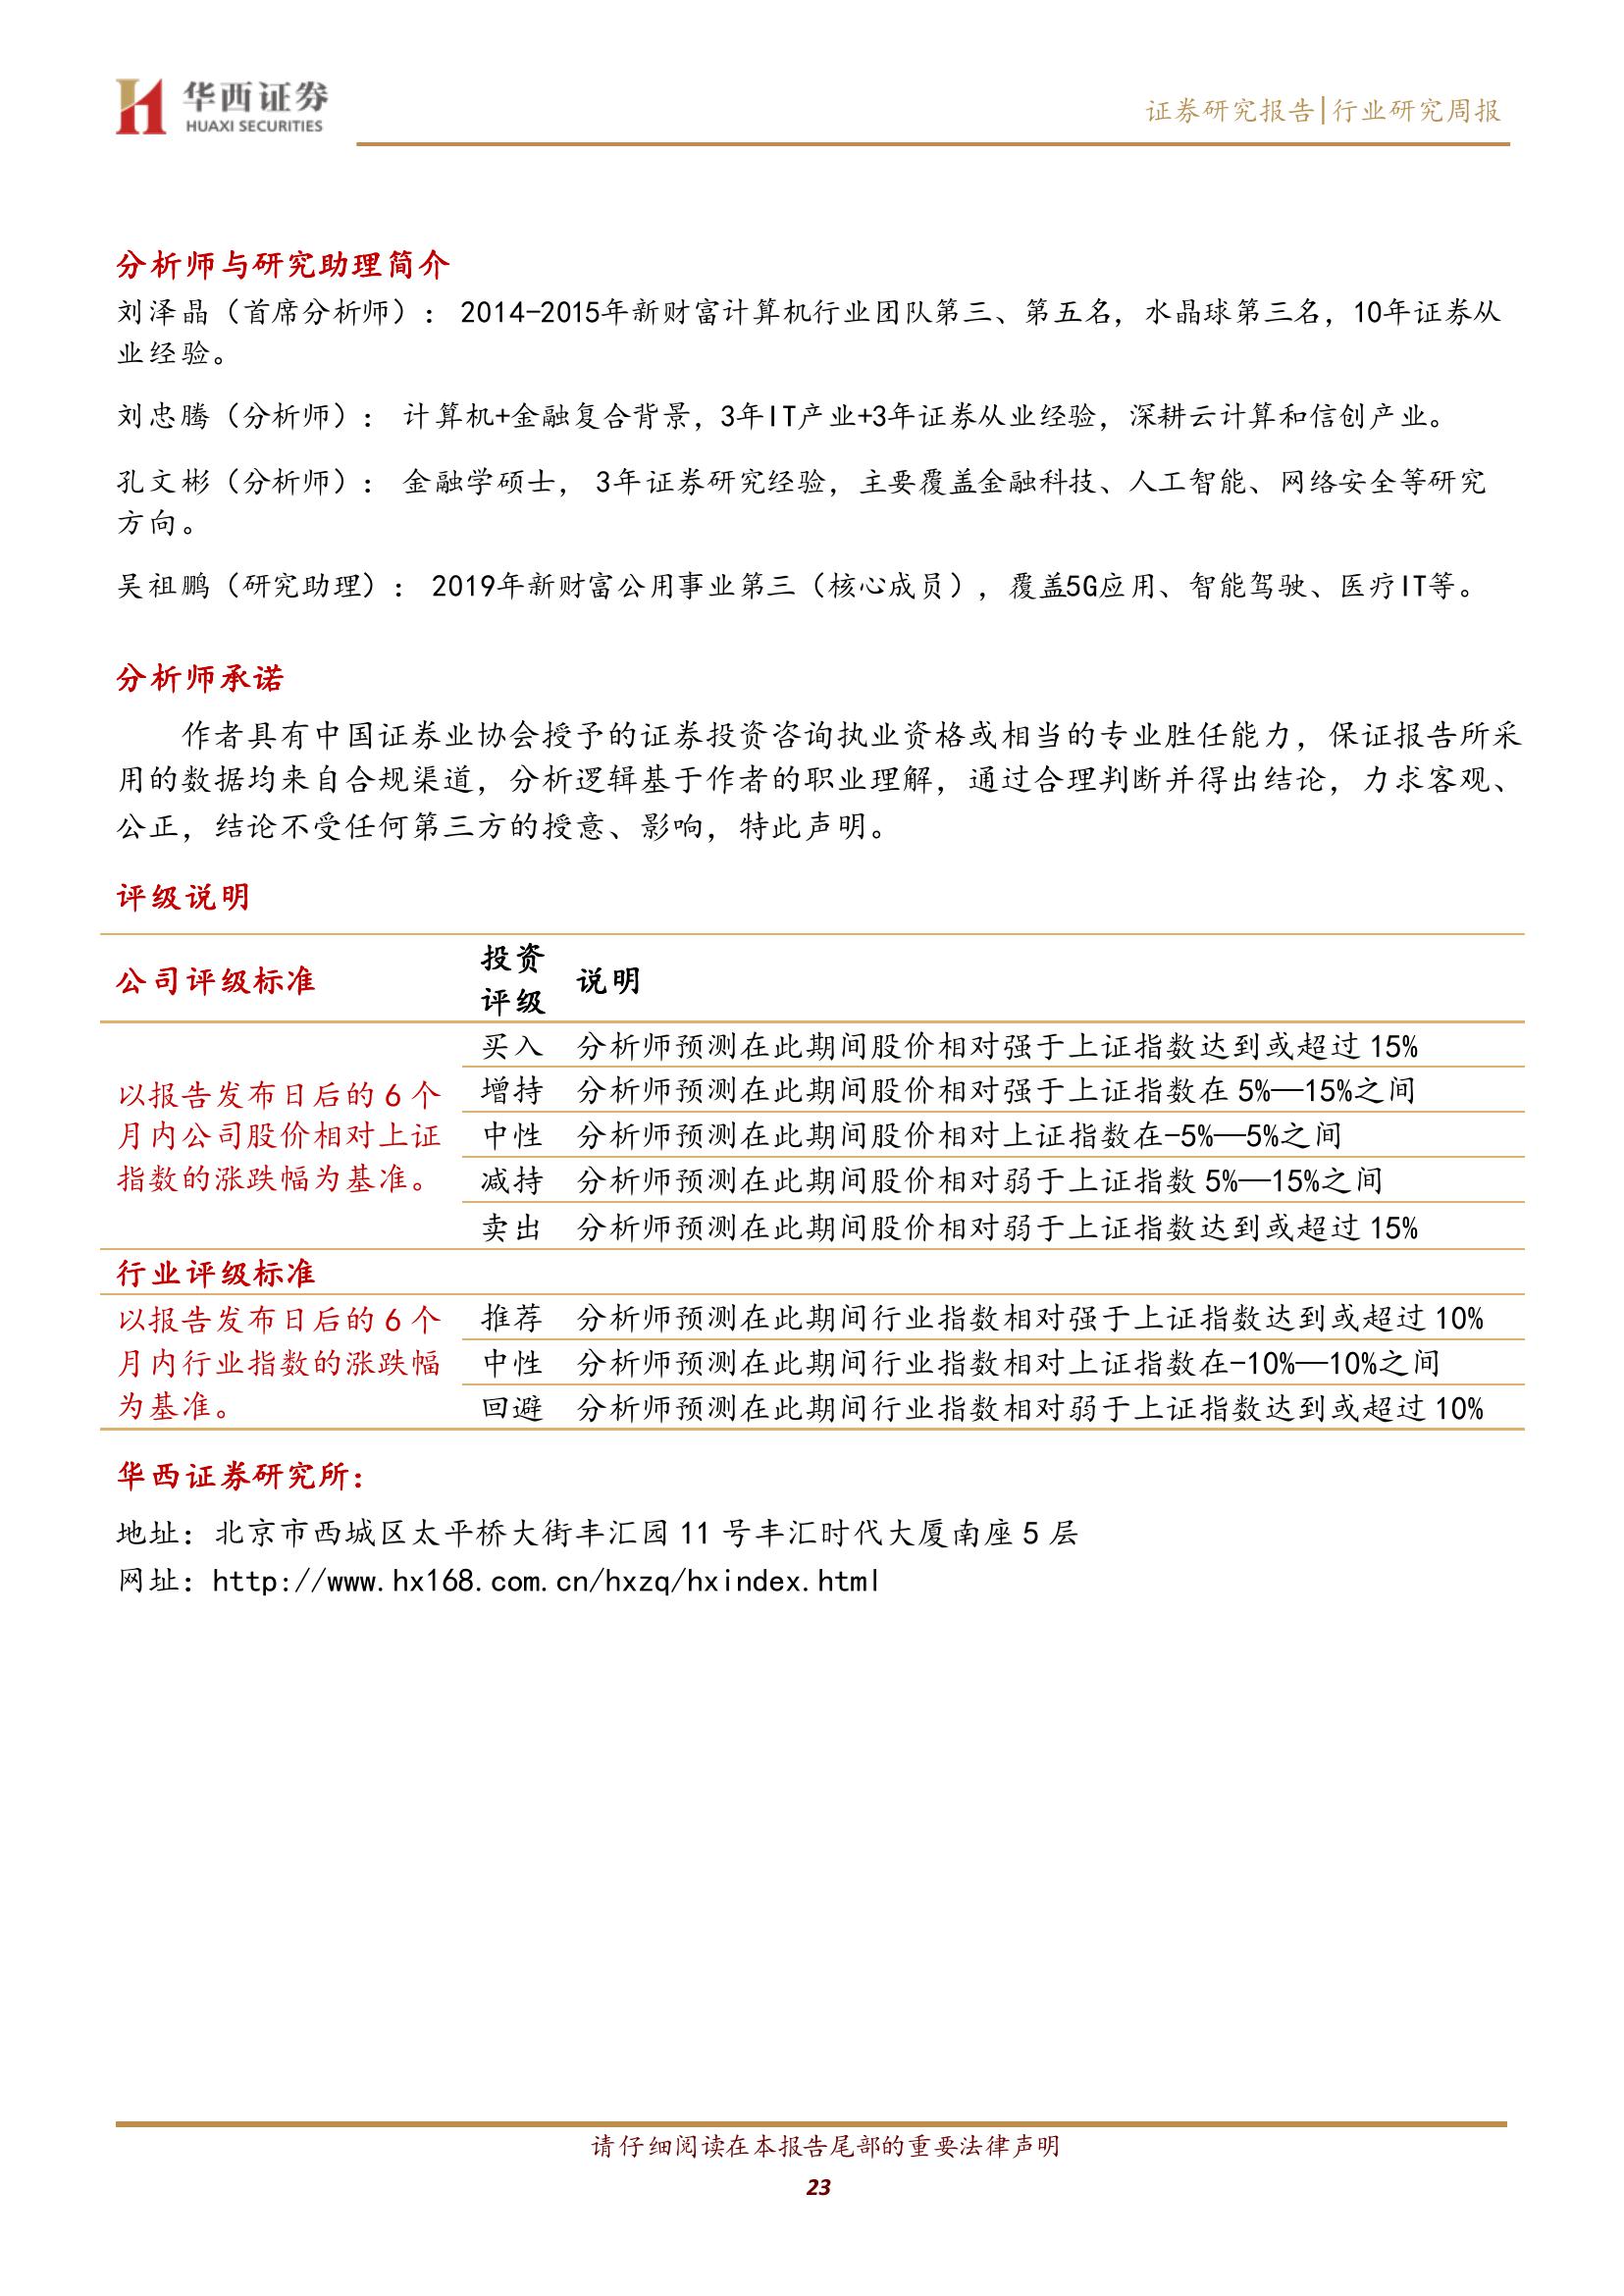 华西证券
HUAXI SECURITIES
证券研究报告|行业研究周报
分析师与研究助理简介
刘泽晶（首席分析师）： 2014-2015年新财富计算机行业团队第三、第五名，水晶球第三名，10年证券从
业经验。
刘忠腾（分析师）： 计算机+金融复合背景，3年IT产业+3年证券从业经验，深耕云计算和信创产业。
孔文彬（分析师）： 金融学硕士， 3年证券研究经验，主要覆盖金融科技、人工智能、网络安全等研究
方向。
吴祖鹏（研究助理）： 2019年新财富公用事业第三（核心成员），覆盖5G应用、智能驾驶、医疗IT等。
分析师承诺
作者具有中国证券业协会授予的证券投资咨询执业资格或相当的专业胜任能力，保证报告所采
用的数据均来自合规渠道，分析逻辑基于作者的职业理解，通过合理判断并得出结论，力求客观、
公正，结论不受任何第三方的授意、影响，特此声明。
评级说明
公司评级标准
投资
评级
说明
以报告发布日后的 6 个
月内公司股价相对上证
指数的涨跌幅为基准。
买入 分析师预测在此期间股价相对强于上证指数达到或超过 15%
增持 分析师预测在此期间股价相对强于上证指数在 5%—15%之间
中性 分析师预测在此期间股价相对上证指数在-5%—5%之间
减持 分析师预测在此期间股价相对弱于上证指数 5%—15%之间
卖出 分析师预测在此期间股价相对弱于上证指数达到或超过 15%
行业评级标准
以报告发布日后的 6 个
月内行业指数的涨跌幅
为基准。
推荐 分析师预测在此期间行业指数相对强于上证指数达到或超过 10%
中性 分析师预测在此期间行业指数相对上证指数在-10%—10%之间
回避 分析师预测在此期间行业指数相对弱于上证指数达到或超过 10%
华西证券研究所：
地址：北京市西城区太平桥大街丰汇园 11 号丰汇时代大厦南座 5 层
网址：http://www.hx168.com.cn/hxzq/hxindex.html
请仔细阅读在本报告尾部的重要法律声明
23